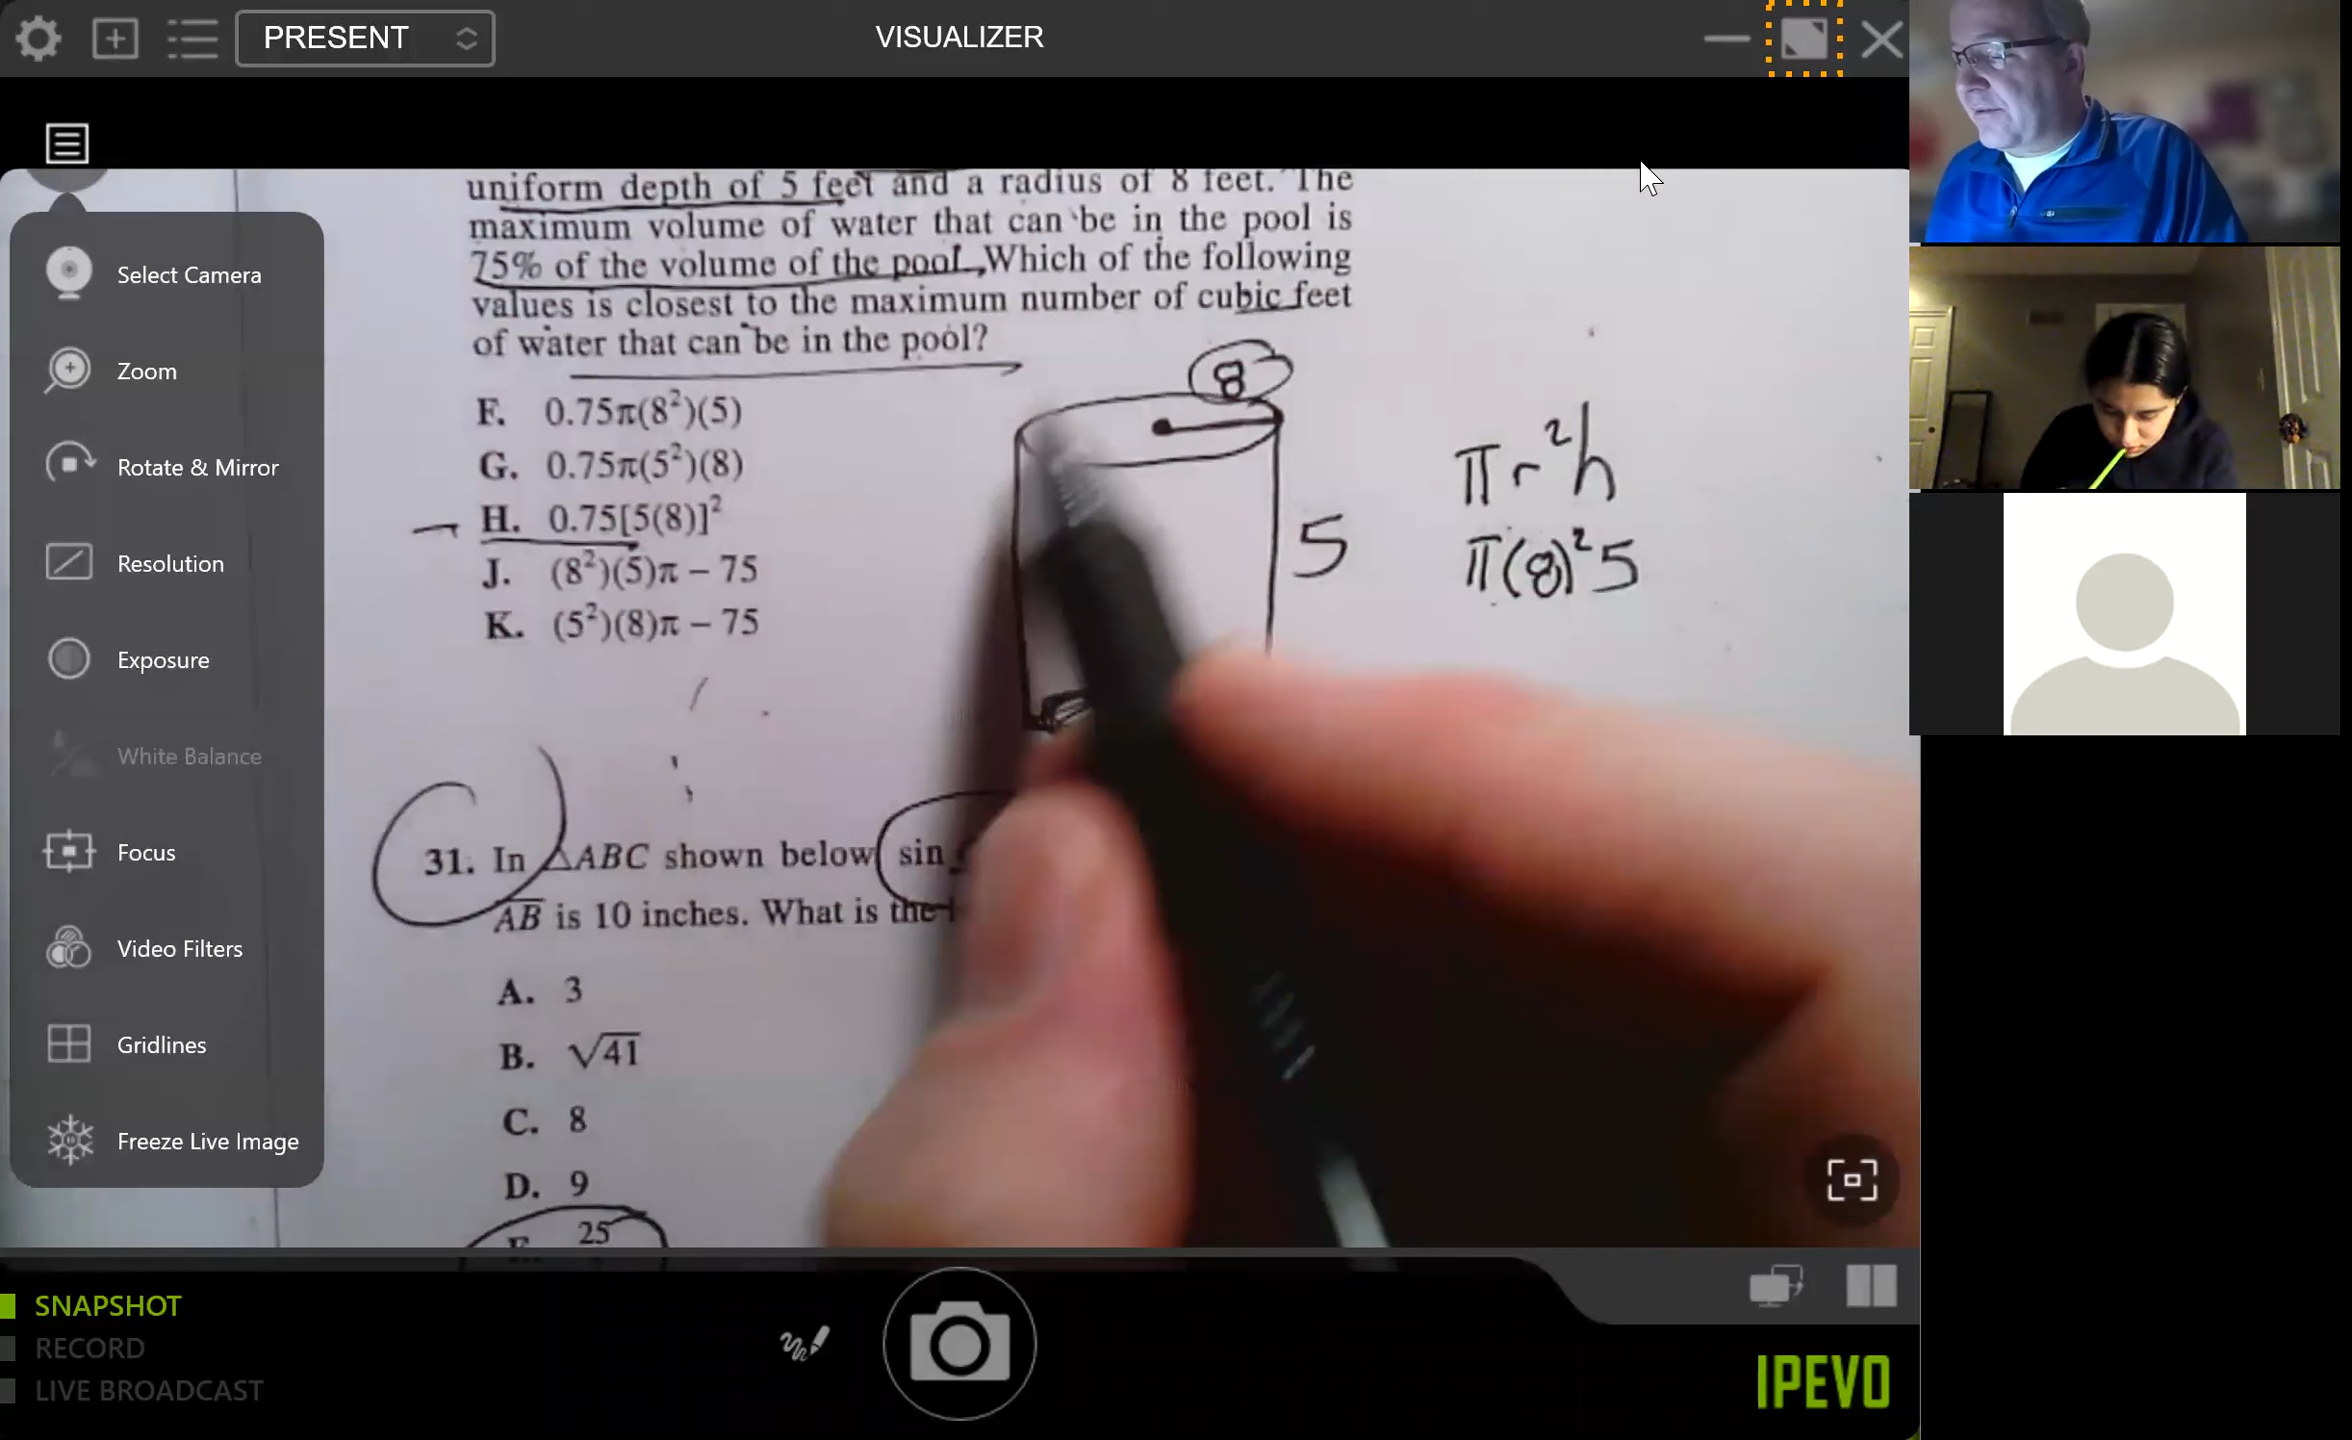 PRESENT
VISUALIZER
Select Camera
Zoom
Rotate & Mirror
Resolution
Exposure
White Balance
Focus
Video Filters
Gridlines
Freeze Live Image
uniform depth of 5 feet and a radius of 8 feet. The
maximum volume of water that can be in the pool is
75% of the volume of the pool. Which of the following
values is closest to the maximum number of cubic feet
of water that can be in the pool?
F. 0.75π(8²)(5)
G. 0.75π(5²)(8)
H. 0.75[5(8)]²
J. (8²)(5)π − 75
K. (5²)(8)π − 75
8
5
πr²h
π(8)²5
31. In △ABC shown below sin
AB is 10 inches. What is the
A. 3
B. √41
C. 8
D. 9
25
SNAPSHOT
RECORD
LIVE BROADCAST
IPEVO